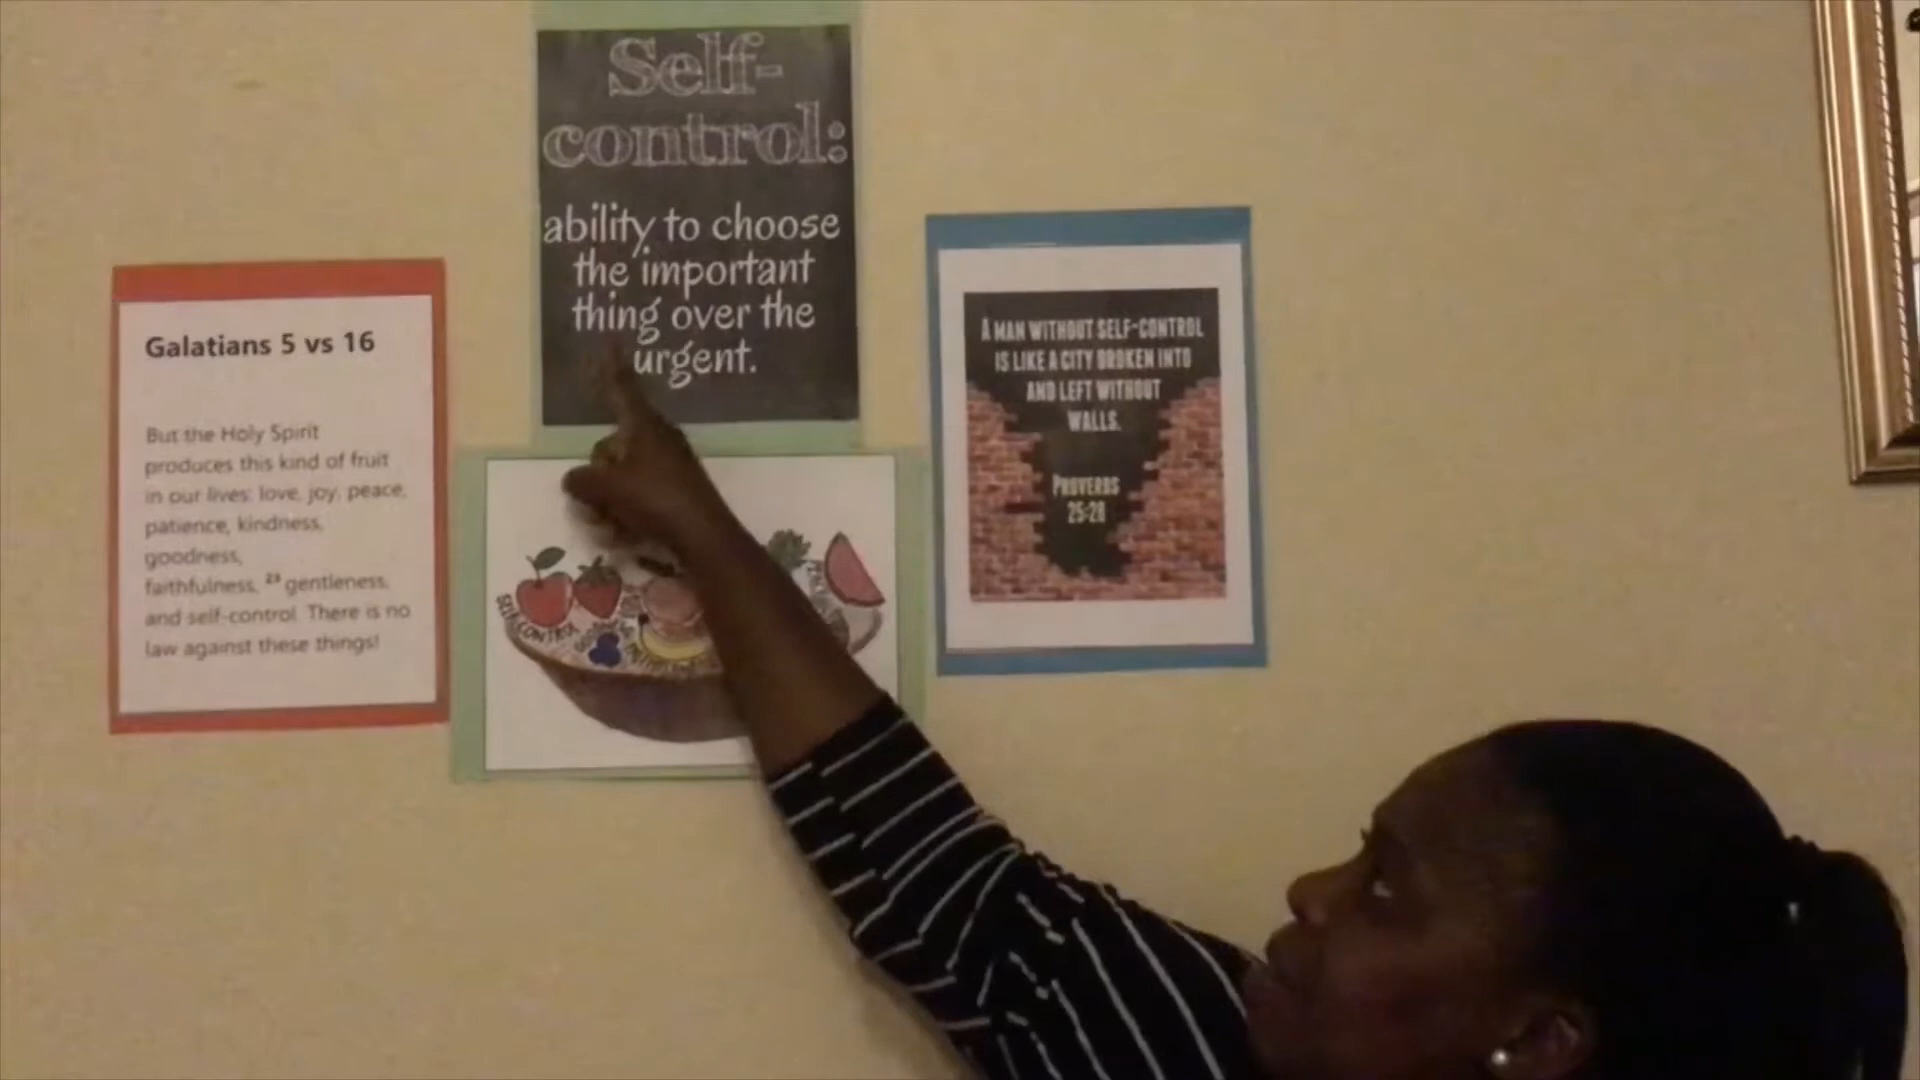 Self-
control:
ability to choose
the important
thing over the
urgent.
Galatians 5 vs 16
But the Holy Spirit
produces this kind of fruit
in our lives: love, joy, peace,
patience, kindness,
goodness,
faithfulness, 23 gentleness,
and self-control. There is no
law against these things!
A MAN WITHOUT SELF-CONTROL
IS LIKE A CITY BROKEN INTO
AND LEFT WITHOUT
WALLS.
PROVERBS
25:28
SELF-CONTROL